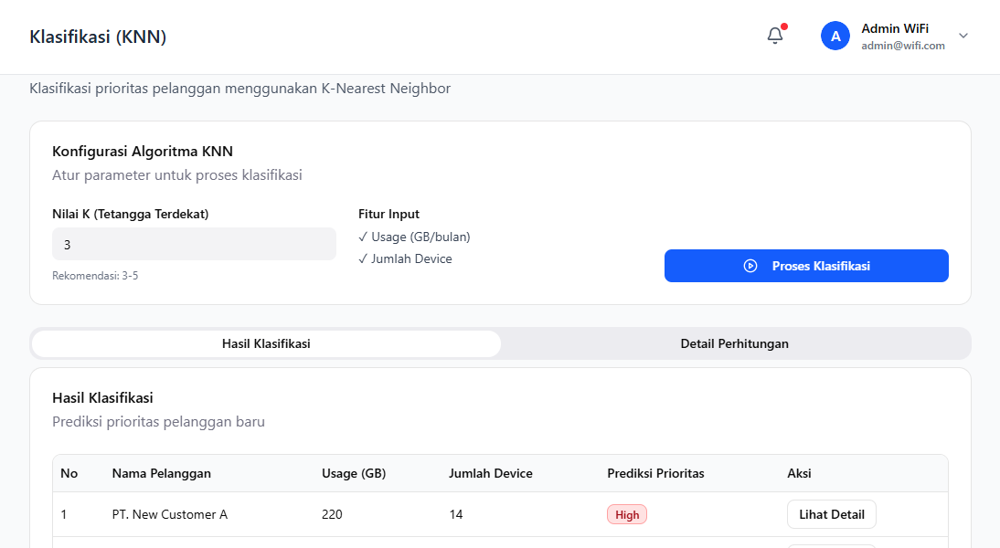 Klasifikasi (KNN)
A
Admin WiFi
admin@wifi.com
Klasifikasi prioritas pelanggan menggunakan K-Nearest Neighbor
Konfigurasi Algoritma KNN
Atur parameter untuk proses klasifikasi
Nilai K (Tetangga Terdekat)
3
Rekomendasi: 3-5
Fitur Input
✓ Usage (GB/bulan)
✓ Jumlah Device
Proses Klasifikasi
Hasil Klasifikasi
Detail Perhitungan
Hasil Klasifikasi
Prediksi prioritas pelanggan baru
No Nama Pelanggan Usage (GB) Jumlah Device Prediksi Prioritas Aksi
1 PT. New Customer A 220 14 High Lihat Detail